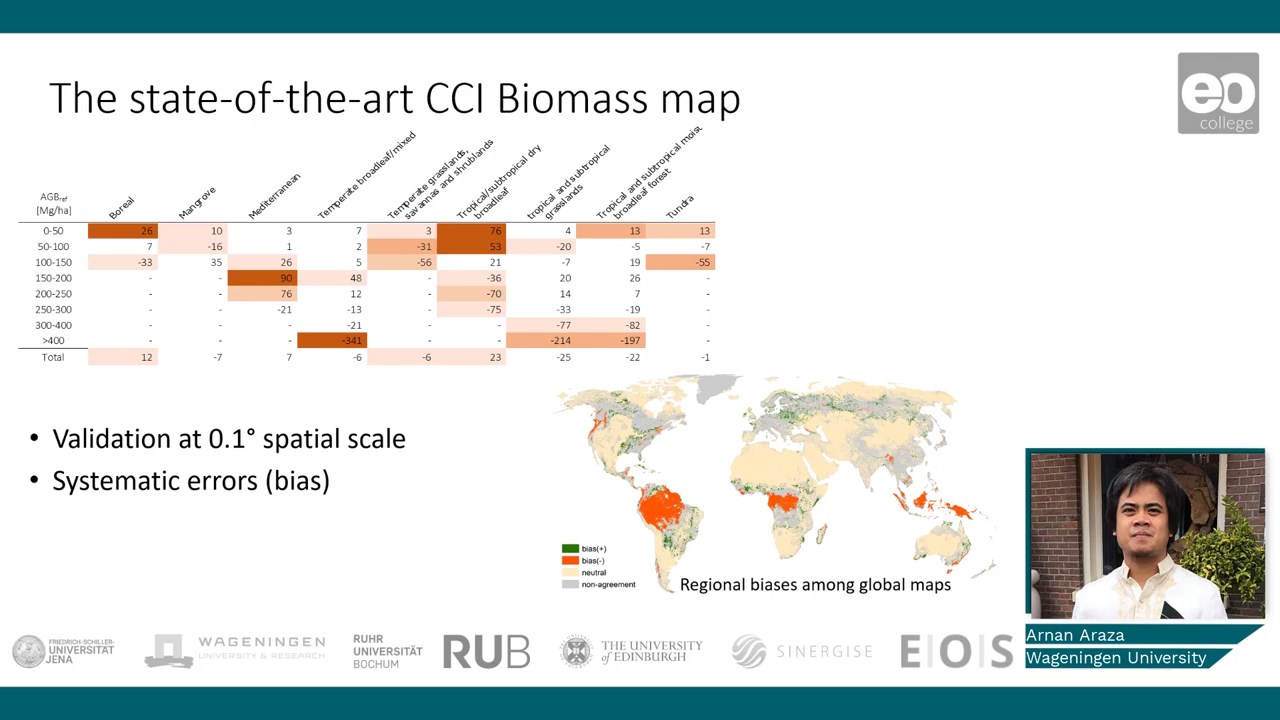 The state-of-the-art CCI Biomass map
eo
college
AGBref
[Mg/ha]
Boreal
Mangrove
Mediterranean
Temperate broadleaf/mixed
Temperate grasslands,
savannas and shrublands
Tropical/subtropical dry
broadleaf
tropical and subtropical
grasslands
Tropical and subtropical moist
broadleaf forest
Tundra
0-50 26 10 3 7 3 76 4 13 13
50-100 7 -16 1 2 -31 53 -20 -5 -7
100-150 -33 35 26 5 -56 21 -7 19 -55
150-200 - - 90 48 - -36 20 26 -
200-250 - - 76 12 - -70 14 7 -
250-300 - - -21 -13 - -75 -33 -19 -
300-400 - - - -21 - - -77 -82 -
>400 - - - -341 - - -214 -197 -
Total 12 -7 7 -6 -6 23 -25 -22 -1
• Validation at 0.1° spatial scale
• Systematic errors (bias)
bias(+)
bias(-)
neutral
non-agreement
Regional biases among global maps
Arnan Araza
Wageningen University
FRIEDRICH-SCHILLER-
UNIVERSITÄT
JENA
WAGENINGEN
UNIVERSITY & RESEARCH
RUHR
UNIVERSITÄT
BOCHUM
RUB
THE UNIVERSITY
of EDINBURGH
SINERGISE
E|O|S